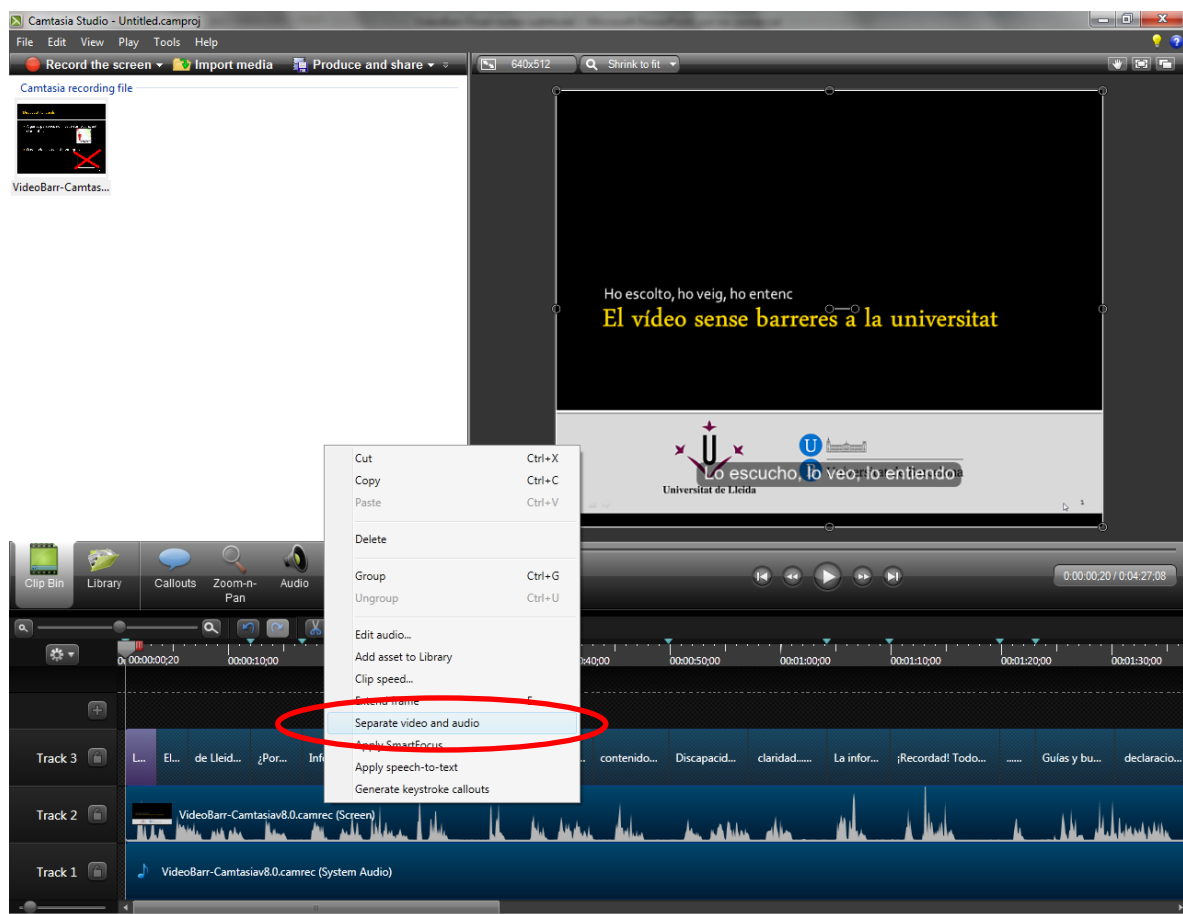 Camtasia Studio - Untitled.camproj
File Edit View Play Tools Help
Record the screen Import media Produce and share
640x512 Shrink to fit
Camtasia recording file
VideoBarr-Camtas...
Ho escolto, ho veig, ho entenc
El vídeo sense barreres a la universitat
U
U
Lo escucho, lo veo, lo entiendo
Universitat de Lleida
1
Cut Ctrl+X
Copy Ctrl+C
Paste Ctrl+V
Delete
Group Ctrl+G
Ungroup Ctrl+U
Edit audio...
Add asset to Library
Clip speed...
Extend frame E
Separate video and audio
Apply SmartFocus
Apply speech-to-text
Generate keystroke callouts
Clip Bin Library Callouts Zoom-n-Pan Audio
0:00:00;20 / 0:04:27;08
00:00:00;20 00:00:10;00 :40;00 00:00:50;00 00:01:00;00 00:01:10;00 00:01:20;00 00:01:30;00
Track 3 L... El... de Lleid... ¿Por... contenido... Discapacid... claridad...... La infor... ¡Recordad! Todo... ...... Guías y bu... declaracio...
Track 2 VideoBarr-Camtasiav8.0.camrec (Screen)
Track 1 VideoBarr-Camtasiav8.0.camrec (System Audio)